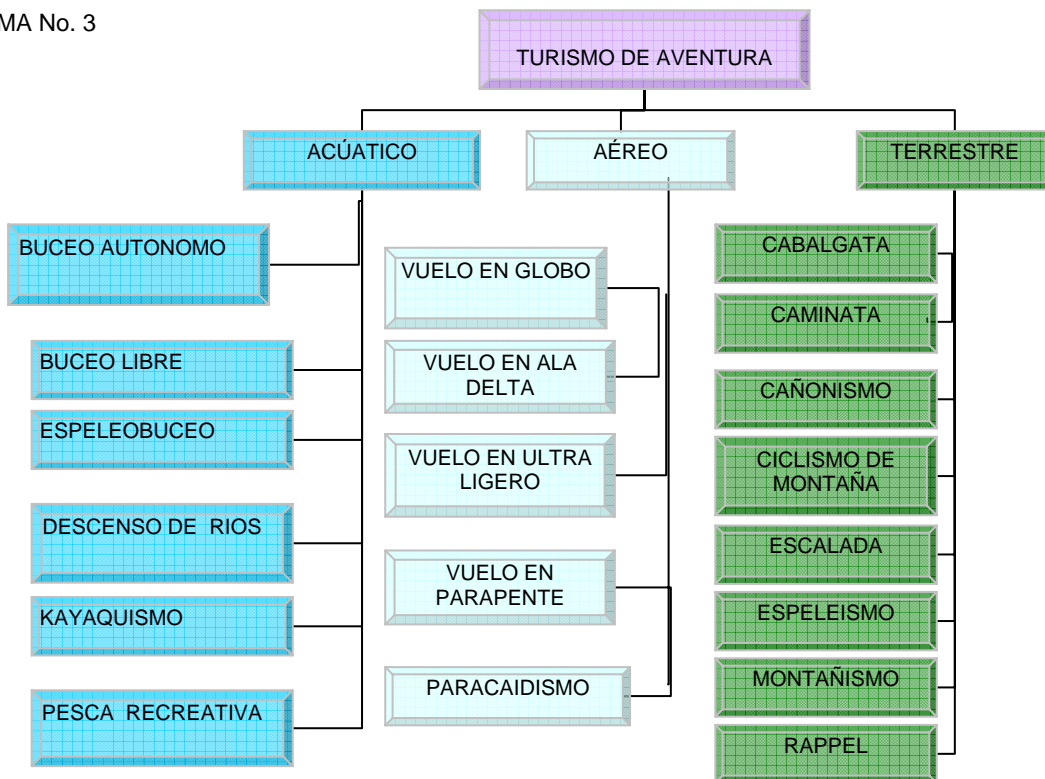 MA No. 3
TURISMO DE AVENTURA
ACÚATICO
AÉREO
TERRESTRE
BUCEO AUTONOMO
BUCEO LIBRE
ESPELEOBUCEO
DESCENSO DE RIOS
KAYAQUISMO
PESCA RECREATIVA
VUELO EN GLOBO
VUELO EN ALA
DELTA
VUELO EN ULTRA
LIGERO
VUELO EN
PARAPENTE
PARACAIDISMO
CABALGATA
CAMINATA
CAÑONISMO
CICLISMO DE
MONTAÑA
ESCALADA
ESPELEISMO
MONTAÑISMO
RAPPEL